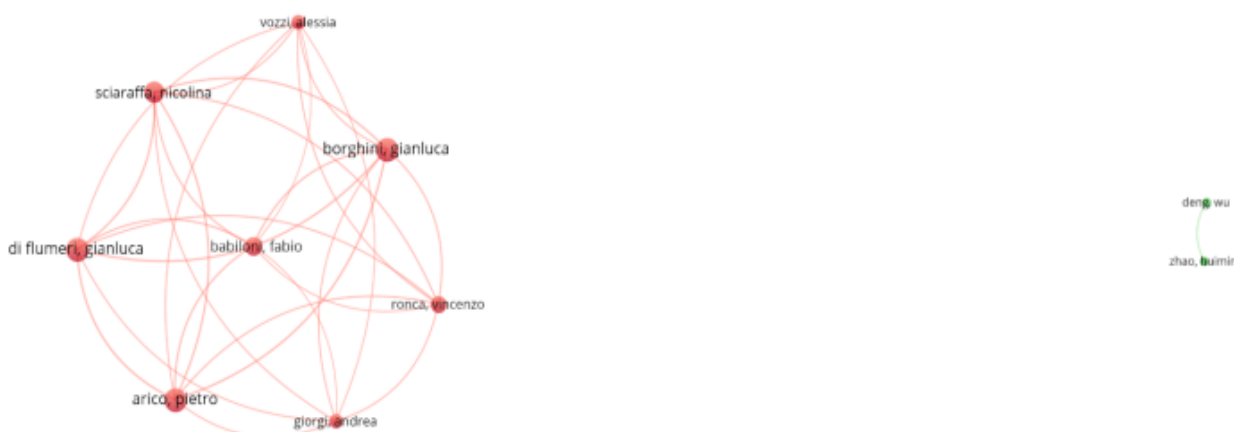 vozzi, alessia
sciaraffa, nicolina
borghini, gianluca
deng, wu
di flumeri, gianluca
babiloni, fabio
zhao, huimin
ronca, vincenzo
arico, pietro
giorgi, andrea